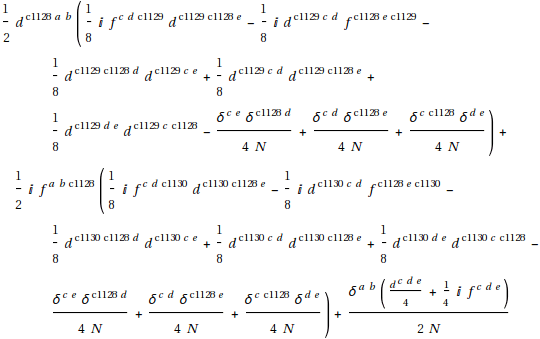 1/2 d^{c1128 a b} ( 1/8 ⅈ f^{c d c1129} d^{c1129 c1128 e} − 1/8 ⅈ d^{c1129 c d} f^{c1128 e c1129} −
1/8 d^{c1129 c1128 d} d^{c1129 c e} + 1/8 d^{c1129 c d} d^{c1129 c1128 e} +
1/8 d^{c1129 d e} d^{c1129 c c1128} − δ^{c e} δ^{c1128 d}/4 N + δ^{c d} δ^{c1128 e}/4 N + δ^{c c1128} δ^{d e}/4 N ) +
1/2 ⅈ f^{a b c1128} ( 1/8 ⅈ f^{c d c1130} d^{c1130 c1128 e} − 1/8 ⅈ d^{c1130 c d} f^{c1128 e c1130} −
1/8 d^{c1130 c1128 d} d^{c1130 c e} + 1/8 d^{c1130 c d} d^{c1130 c1128 e} + 1/8 d^{c1130 d e} d^{c1130 c c1128} −
δ^{c e} δ^{c1128 d}/4 N + δ^{c d} δ^{c1128 e}/4 N + δ^{c c1128} δ^{d e}/4 N ) + δ^{a b} ( d^{c d e}/4 + 1/4 ⅈ f^{c d e} )/2 N